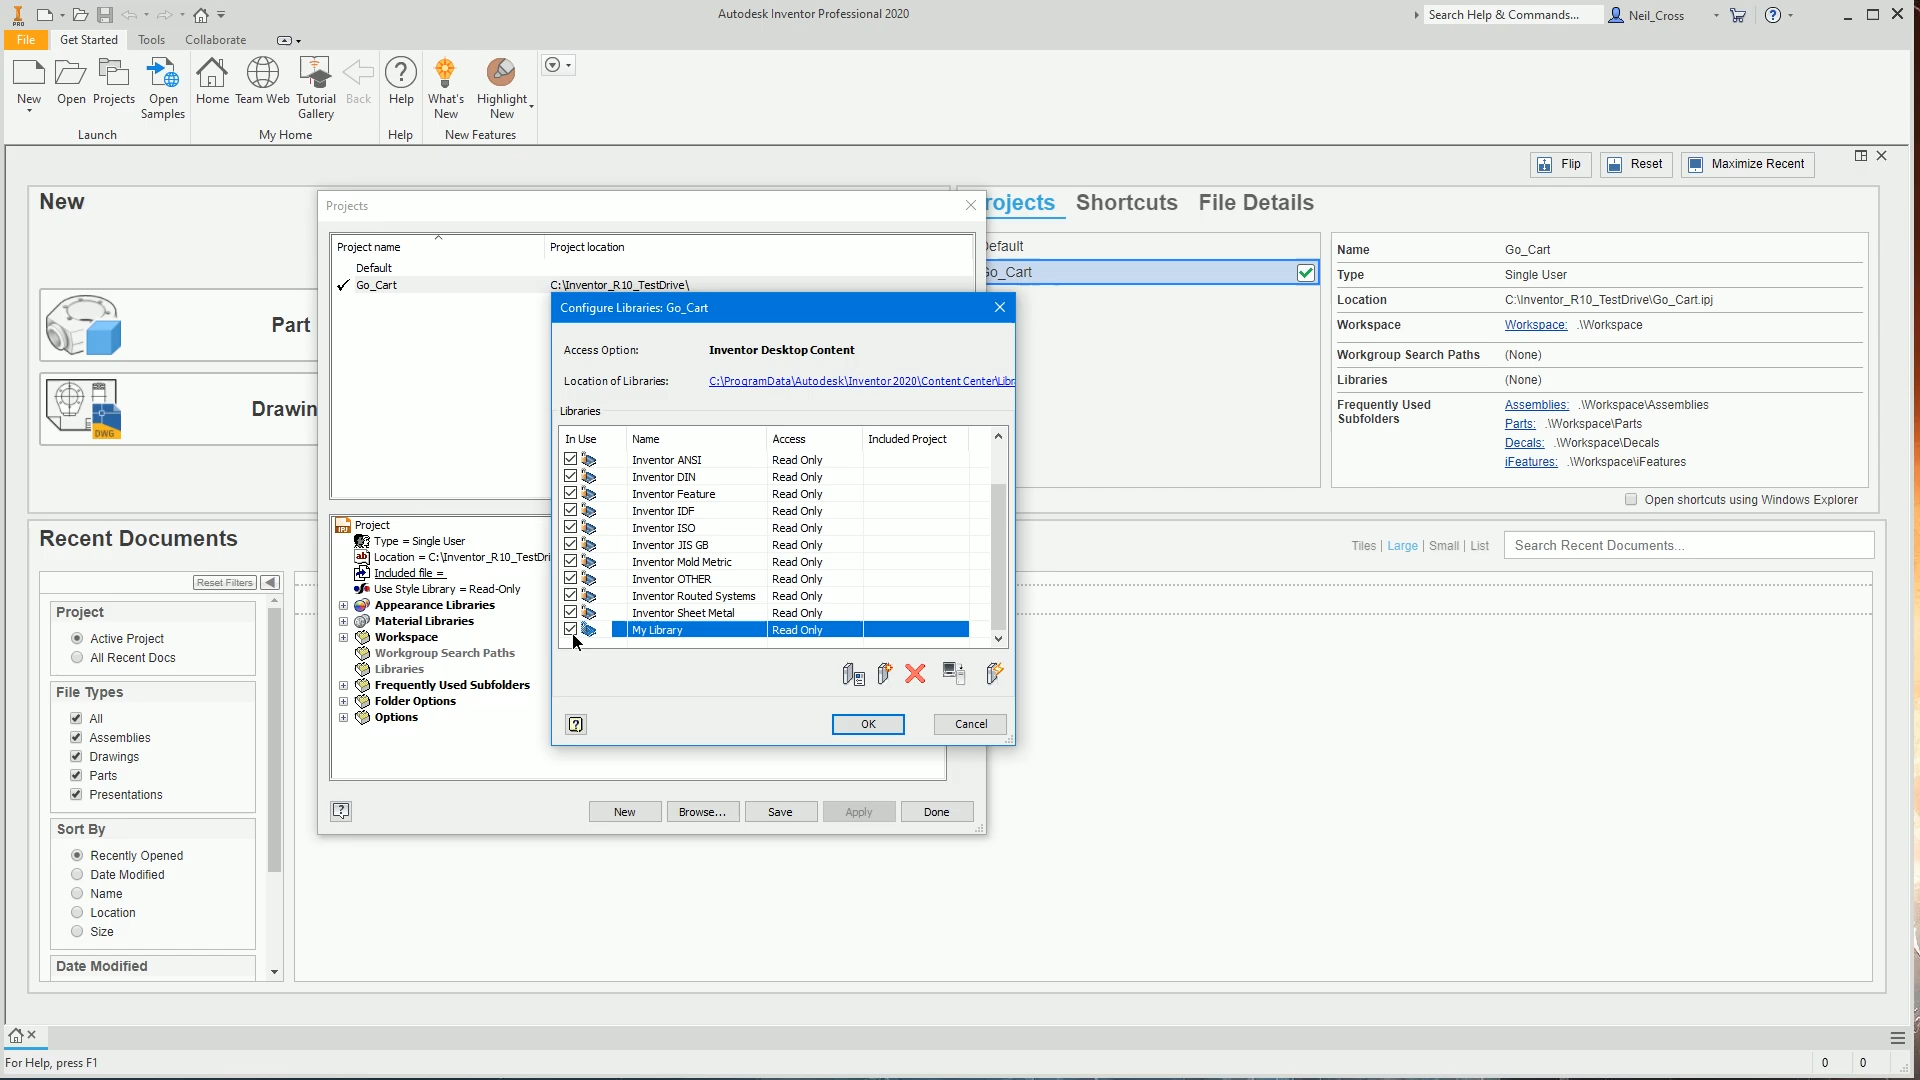 PRO
Autodesk Inventor Professional 2020
Search Help & Commands...
Neil_Cross
File
Get Started
Tools
Collaborate
New
Open
Projects
Open Samples
Home
Team Web
Tutorial Gallery
Back
Help
What's New
Highlight New
Launch
My Home
Help
New Features
Flip
Reset
Maximize Recent
New
Part
Drawin
DWG
Projects
Project name
Project location
Default
Go_Cart
C:\Inventor_R10_TestDrive\
rojects
Shortcuts
File Details
efault
Go_Cart
Name
Go_Cart
Type
Single User
Location
C:\Inventor_R10_TestDrive\Go_Cart.ipj
Workspace
Workspace: .\Workspace
Workgroup Search Paths
(None)
Libraries
(None)
Frequently Used Subfolders
Assemblies: .\Workspace\Assemblies
Parts: .\Workspace\Parts
Decals: .\Workspace\Decals
iFeatures: .\Workspace\iFeatures
Open shortcuts using Windows Explorer
Configure Libraries: Go_Cart
Access Option:
Inventor Desktop Content
Location of Libraries:
C:\ProgramData\Autodesk\Inventor 2020\Content Center\Libr
Libraries
In Use
Name
Access
Included Project
Inventor ANSI
Read Only
Inventor DIN
Read Only
Inventor Feature
Read Only
Inventor IDF
Read Only
Inventor ISO
Read Only
Inventor JIS GB
Read Only
Inventor Mold Metric
Read Only
Inventor OTHER
Read Only
Inventor Routed Systems
Read Only
Inventor Sheet Metal
Read Only
My Library
Read Only
OK
Cancel
Project
Type = Single User
Location = C:\Inventor_R10_TestDri
Included file =
Use Style Library = Read-Only
Appearance Libraries
Material Libraries
Workspace
Workgroup Search Paths
Libraries
Frequently Used Subfolders
Folder Options
Options
New
Browse...
Save
Apply
Done
Recent Documents
Tiles | Large | Small | List
Search Recent Documents...
Reset Filters
Project
Active Project
All Recent Docs
File Types
All
Assemblies
Drawings
Parts
Presentations
Sort By
Recently Opened
Date Modified
Name
Location
Size
Date Modified
For Help, press F1
0
0